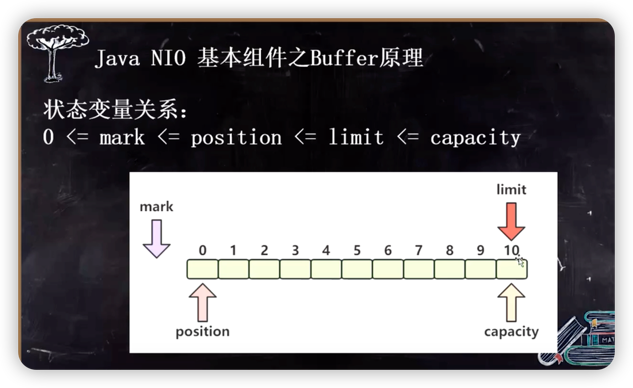 Java NIO 基本组件之Buffer原理
状态变量关系：
0 <= mark <= position <= limit <= capacity
limit
mark
0 1 2 3 4 5 6 7 8 9 10
position
capacity
MAT